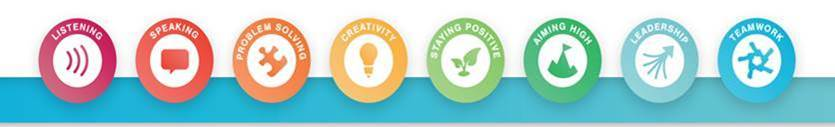 LISTENING
SPEAKING
PROBLEM SOLVING
CREATIVITY
STAYING POSITIVE
AIMING HIGH
LEADERSHIP
TEAMWORK